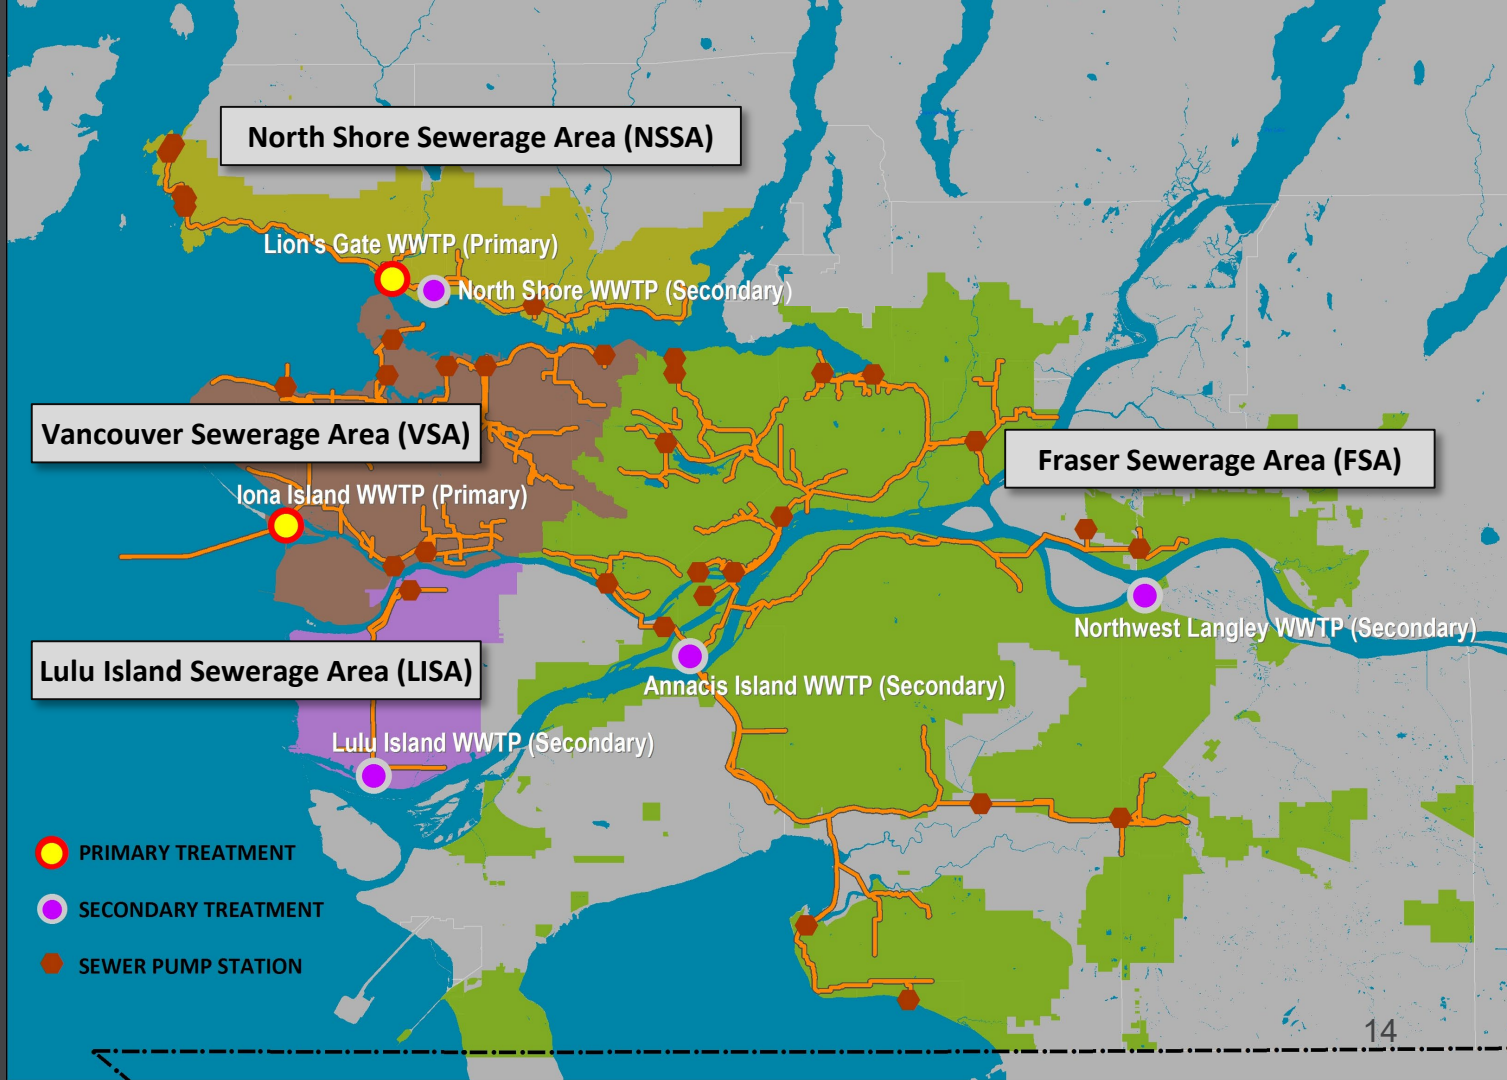 North Shore Sewerage Area (NSSA)
Lion's Gate WWTP (Primary)
North Shore WWTP (Secondary)
Vancouver Sewerage Area (VSA)
Fraser Sewerage Area (FSA)
Iona Island WWTP (Primary)
Northwest Langley WWTP (Secondary)
Lulu Island Sewerage Area (LISA)
Annacis Island WWTP (Secondary)
Lulu Island WWTP (Secondary)
PRIMARY TREATMENT
SECONDARY TREATMENT
SEWER PUMP STATION
14